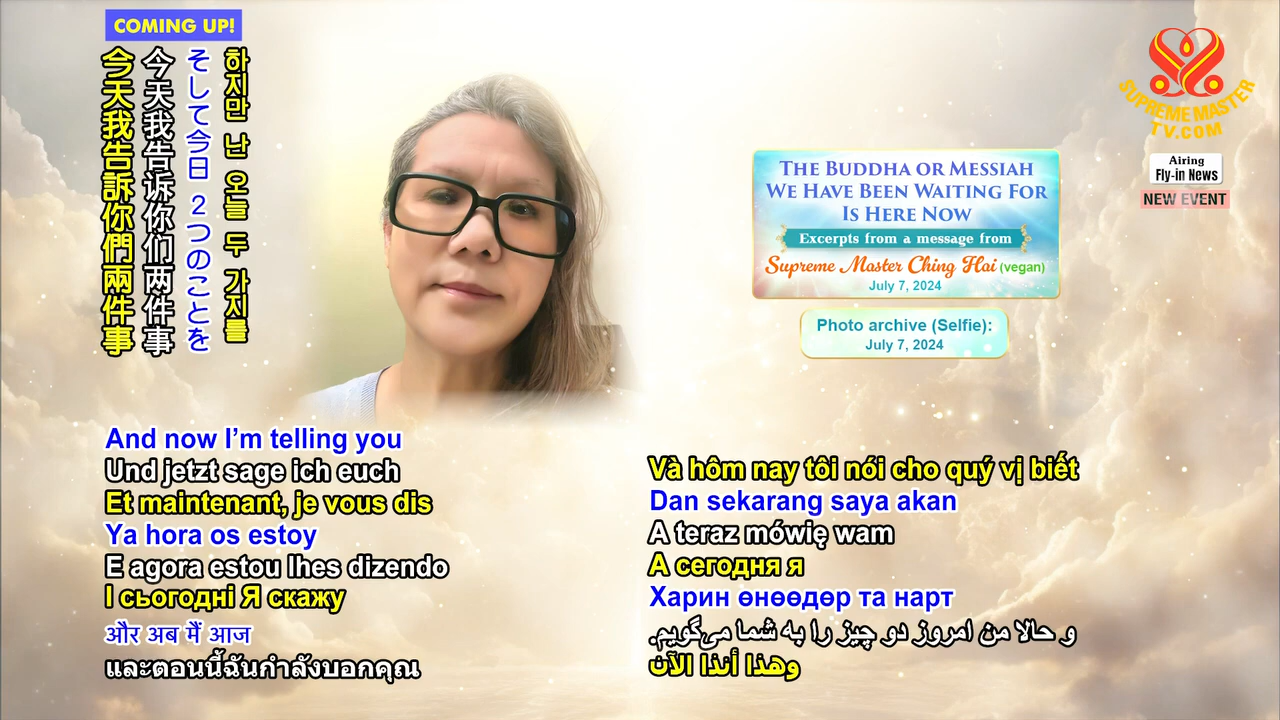 COMING UP!
今天我告訴你們兩件事
今天我告诉你们两件事
そして今日 2つのことを
하지만 난 오늘 두 가지를
SUPREME MASTER
TV.COM
Airing
Fly-in News
NEW EVENT
THE BUDDHA OR MESSIAH
WE HAVE BEEN WAITING FOR
IS HERE NOW
Excerpts from a message from
Supreme Master Ching Hai (vegan)
July 7, 2024
Photo archive (Selfie):
July 7, 2024
And now I'm telling you
Und jetzt sage ich euch
Et maintenant, je vous dis
Ya hora os estoy
E agora estou lhes dizendo
І сьогодні Я скажу
और अब मैं आज
และตอนนี้ฉันกำลังบอกคุณ
Và hôm nay tôi nói cho quý vị biết
Dan sekarang saya akan
A teraz mówię wam
А сегодня я
Харин өнөөдөр та нарт
و حالا من امروز دو چیز را به شما می‌گویم.
وهذا أنذا الآن